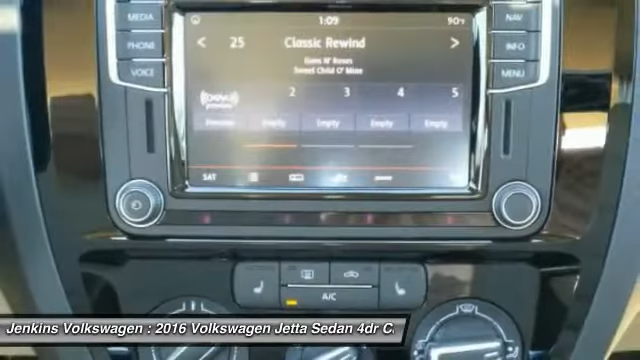 MEDIA
1:09
90°F
NAV
< 25 Classic Rewind >
PHONE
INFO
Guns N' Roses
Sweet Child O' Mine
VOICE
MENU
2 3 4 5
Empty Empty Empty Empty
SAT
A/C
Jenkins Volkswagen : 2016 Volkswagen Jetta Sedan 4dr C